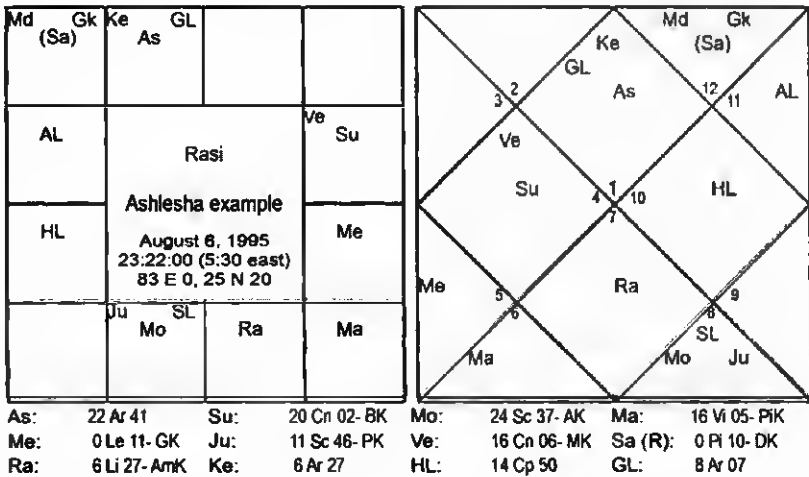 Md Gk Ke GL
(Sa) As
Ve
AL Su
Rasi
Ashlesha example
HL Me
August 6, 1995
23:22:00 (5:30 east)
83 E 0, 25 N 20
Ju SL
Mo Ra Ma
Md Gk
Ke (Sa)
GL
As AL
2 12
3 11
Ve
Su HL
1
4 10
7
Me Ra
5 9
6 8
SL
Ma Mo Ju
As: 22 Ar 41 Su: 20 Cn 02- BK Mo: 24 Sc 37- AK Ma: 16 Vi 05- PiK
Me: 0 Le 11- GK Ju: 11 Sc 46- PK Ve: 16 Cn 06- MK Sa (R): 0 Pi 10- DK
Ra: 6 Li 27- AmK Ke: 6 Ar 27 HL: 14 Cp 50 GL: 8 Ar 07